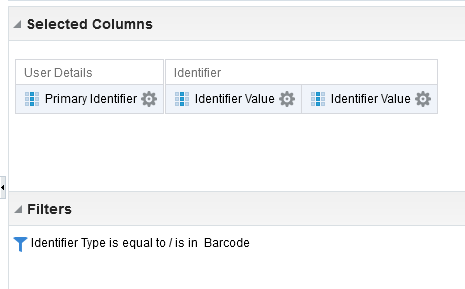 Selected Columns
User Details Identifier
Primary Identifier Identifier Value Identifier Value
Filters
Identifier Type is equal to / is in Barcode